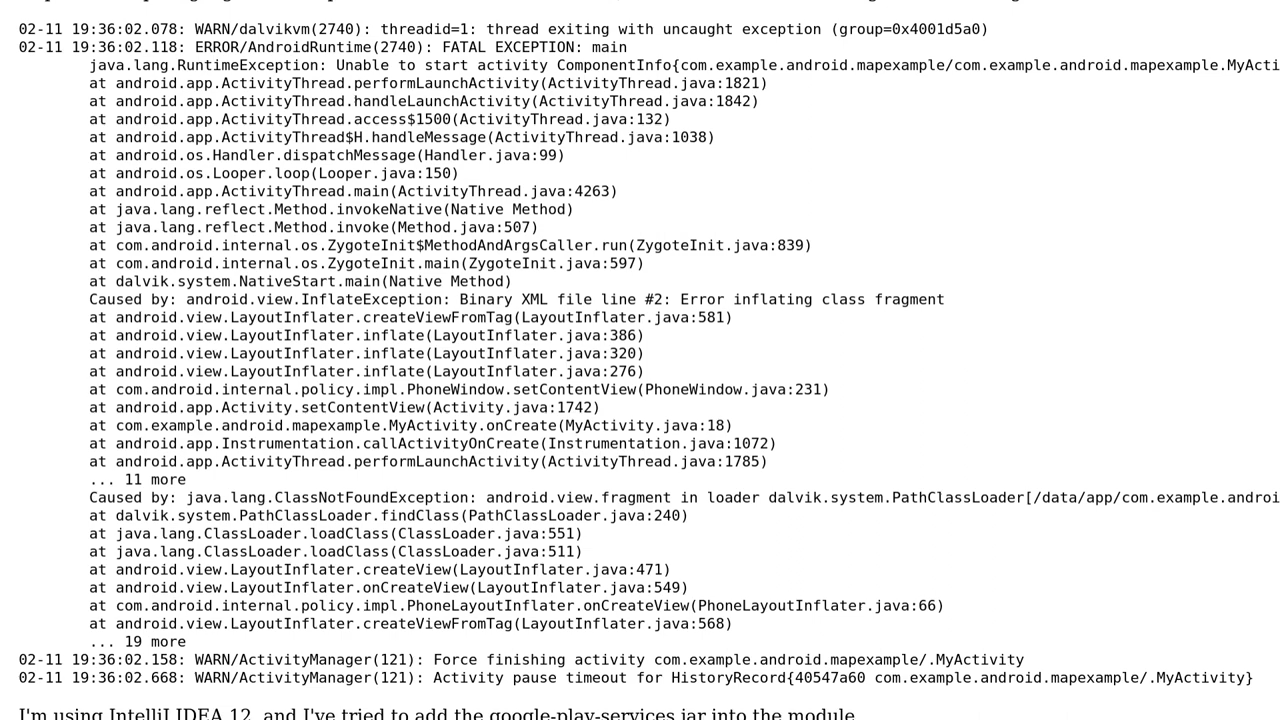 02-11 19:36:02.078: WARN/dalvikvm(2740): threadid=1: thread exiting with uncaught exception (group=0x4001d5a0)
02-11 19:36:02.118: ERROR/AndroidRuntime(2740): FATAL EXCEPTION: main
java.lang.RuntimeException: Unable to start activity ComponentInfo{com.example.android.mapexample/com.example.android.mapexample.MyActi
at android.app.ActivityThread.performLaunchActivity(ActivityThread.java:1821)
at android.app.ActivityThread.handleLaunchActivity(ActivityThread.java:1842)
at android.app.ActivityThread.access$1500(ActivityThread.java:132)
at android.app.ActivityThread$H.handleMessage(ActivityThread.java:1038)
at android.os.Handler.dispatchMessage(Handler.java:99)
at android.os.Looper.loop(Looper.java:150)
at android.app.ActivityThread.main(ActivityThread.java:4263)
at java.lang.reflect.Method.invokeNative(Native Method)
at java.lang.reflect.Method.invoke(Method.java:507)
at com.android.internal.os.ZygoteInit$MethodAndArgsCaller.run(ZygoteInit.java:839)
at com.android.internal.os.ZygoteInit.main(ZygoteInit.java:597)
at dalvik.system.NativeStart.main(Native Method)
Caused by: android.view.InflateException: Binary XML file line #2: Error inflating class fragment
at android.view.LayoutInflater.createViewFromTag(LayoutInflater.java:581)
at android.view.LayoutInflater.inflate(LayoutInflater.java:386)
at android.view.LayoutInflater.inflate(LayoutInflater.java:320)
at android.view.LayoutInflater.inflate(LayoutInflater.java:276)
at com.android.internal.policy.impl.PhoneWindow.setContentView(PhoneWindow.java:231)
at android.app.Activity.setContentView(Activity.java:1742)
at com.example.android.mapexample.MyActivity.onCreate(MyActivity.java:18)
at android.app.Instrumentation.callActivityOnCreate(Instrumentation.java:1072)
at android.app.ActivityThread.performLaunchActivity(ActivityThread.java:1785)
... 11 more
Caused by: java.lang.ClassNotFoundException: android.view.fragment in loader dalvik.system.PathClassLoader[/data/app/com.example.androi
at dalvik.system.PathClassLoader.findClass(PathClassLoader.java:240)
at java.lang.ClassLoader.loadClass(ClassLoader.java:551)
at java.lang.ClassLoader.loadClass(ClassLoader.java:511)
at android.view.LayoutInflater.createView(LayoutInflater.java:471)
at android.view.LayoutInflater.onCreateView(LayoutInflater.java:549)
at com.android.internal.policy.impl.PhoneLayoutInflater.onCreateView(PhoneLayoutInflater.java:66)
at android.view.LayoutInflater.createViewFromTag(LayoutInflater.java:568)
... 19 more
02-11 19:36:02.158: WARN/ActivityManager(121): Force finishing activity com.example.android.mapexample/.MyActivity
02-11 19:36:02.668: WARN/ActivityManager(121): Activity pause timeout for HistoryRecord{40547a60 com.example.android.mapexample/.MyActivity}
I'm using IntelliJ IDEA 12, and I've tried to add the google-play-services jar into the module